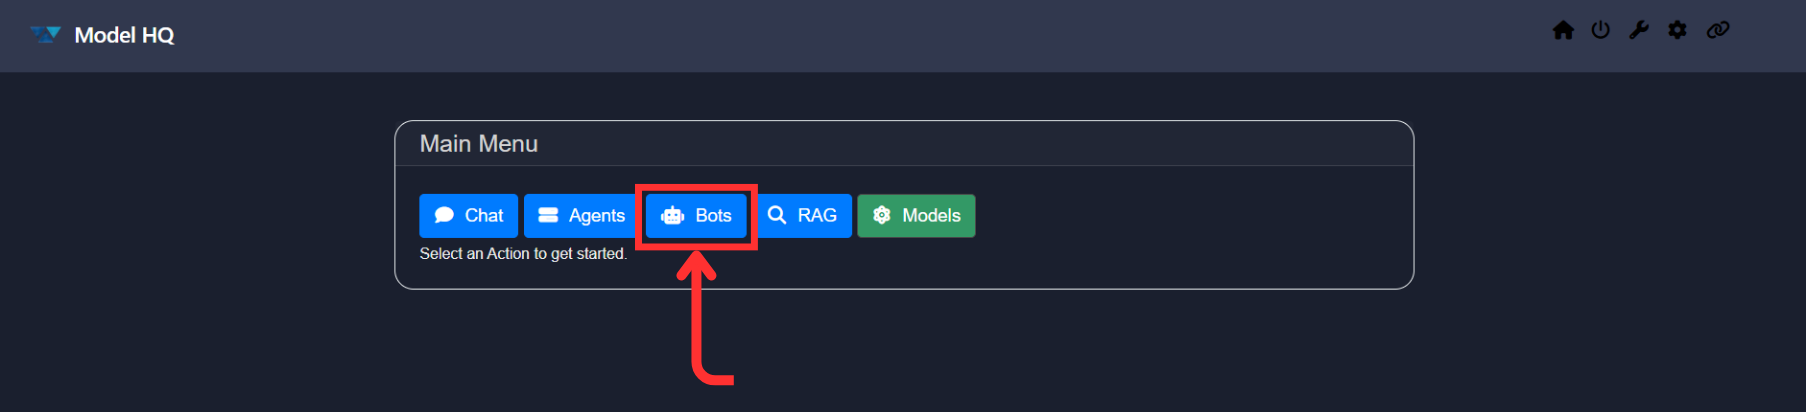 Model HQ
Main Menu
Chat Agents Bots RAG Models
Select an Action to get started.